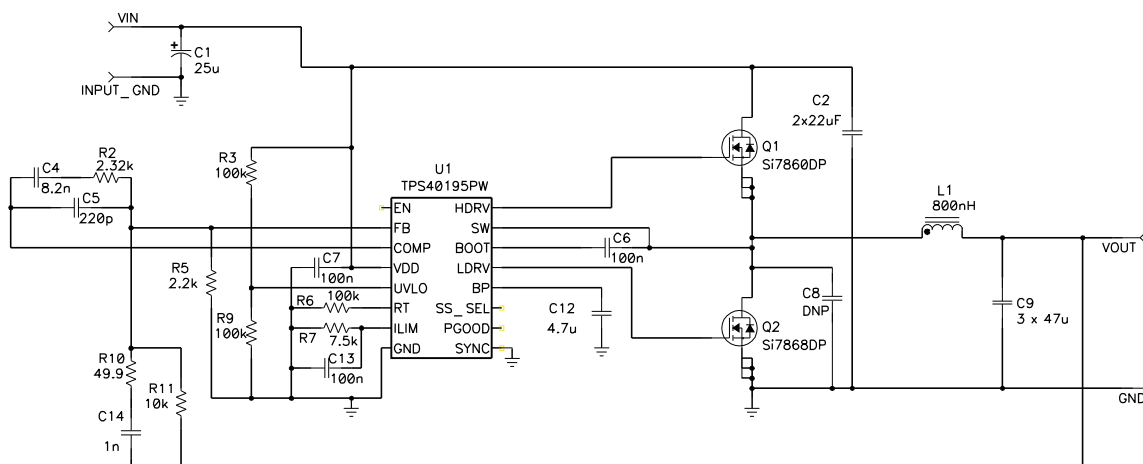 VIN
C1
25u
INPUT_GND
C2
2x22uF
Q1
Si7860DP
R2
2.32k
C4
8.2n
C5
220p
R3
100k
U1
TPS40195PW
EN
FB
COMP
VDD
UVLO
RT
ILIM
GND
HDRV
SW
BOOT
LDRV
BP
SS_SEL
PGOOD
SYNC
L1
800nH
VOUT
C6
100n
C7
100n
R5
2.2k
R6
100k
R9
100k
R7
7.5k
C13
100n
C12
4.7u
C8
DNP
C9
3 x 47u
Q2
Si7868DP
R10
49.9
R11
10k
C14
1n
GND